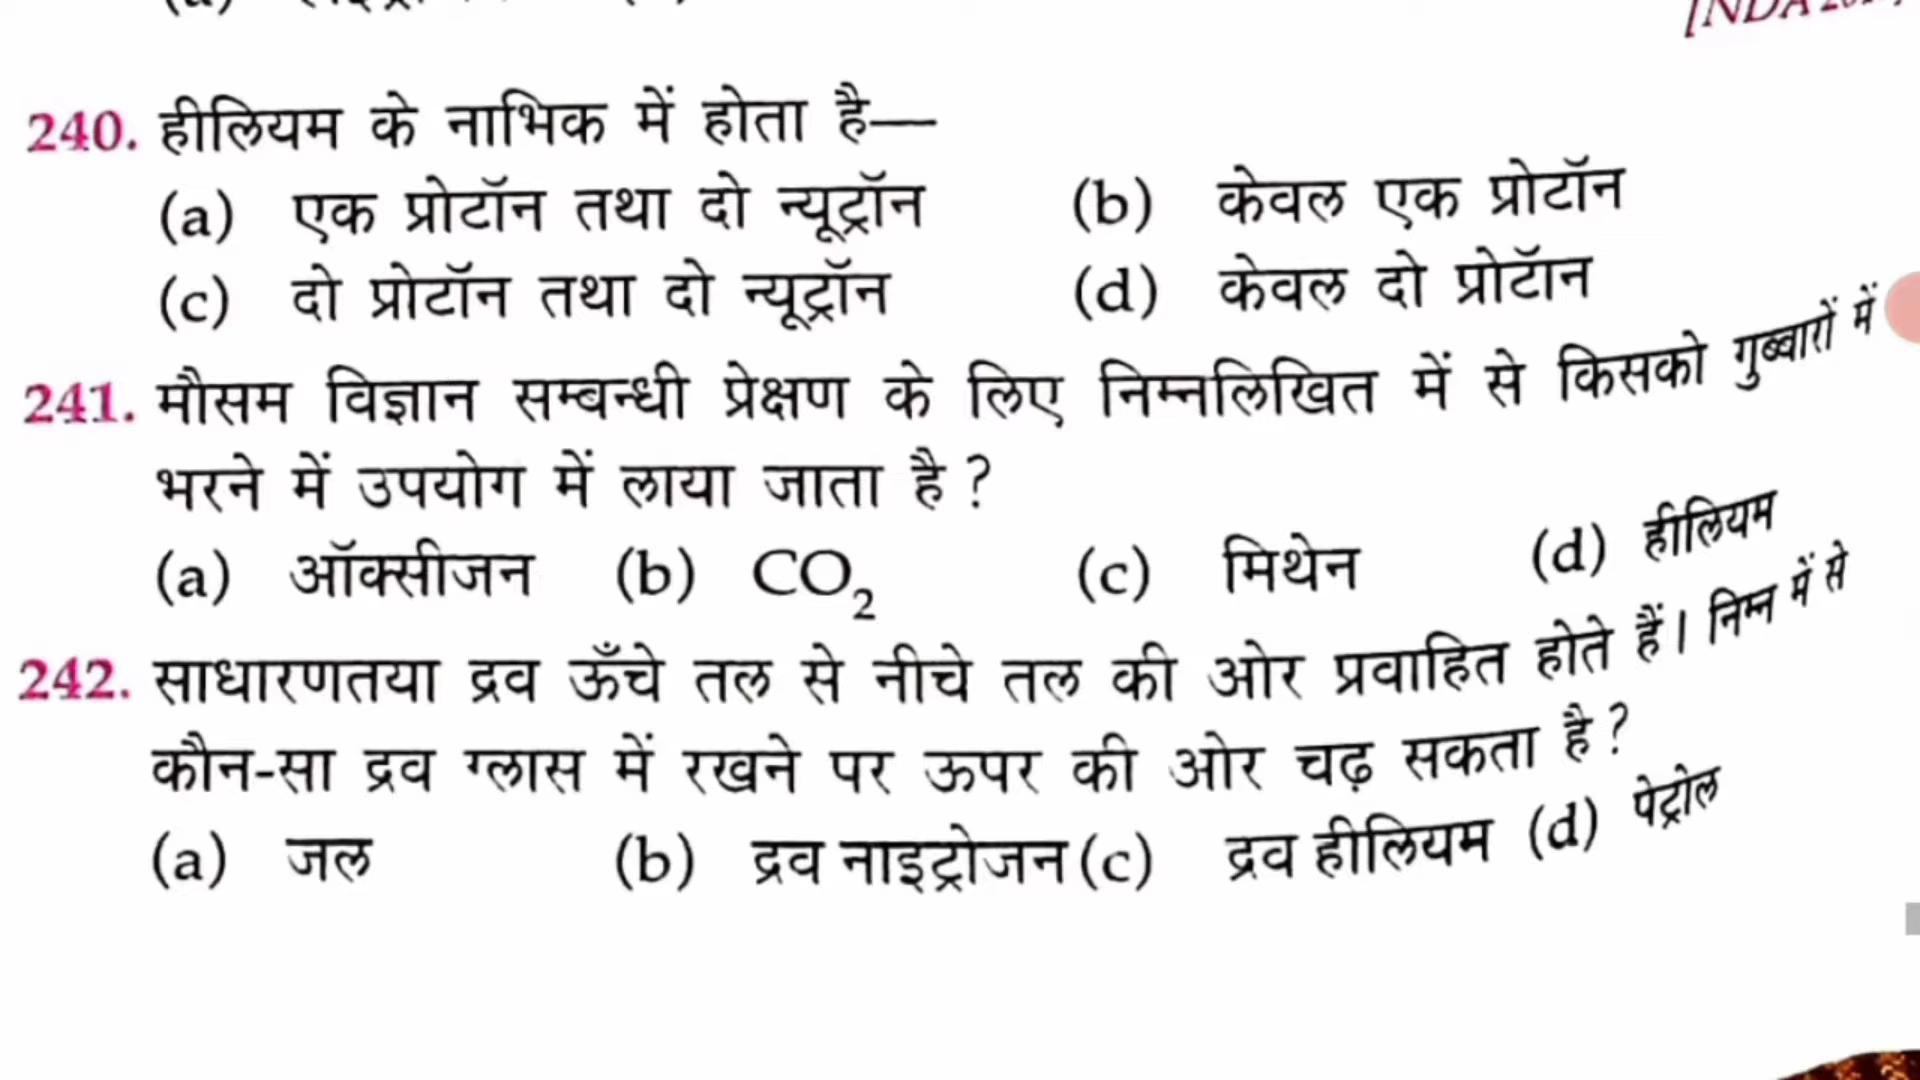 [NDA 20
240. हीलियम के नाभिक में होता है—
(a) एक प्रोटॉन तथा दो न्यूट्रॉन (b) केवल एक प्रोटॉन
(c) दो प्रोटॉन तथा दो न्यूट्रॉन (d) केवल दो प्रोटॉन
241. मौसम विज्ञान सम्बन्धी प्रेक्षण के लिए निम्नलिखित में से किसको गुब्बारों में
भरने में उपयोग में लाया जाता है ?
(a) ऑक्सीजन (b) CO₂ (c) मिथेन (d) हीलियम
242. साधारणतया द्रव ऊँचे तल से नीचे तल की ओर प्रवाहित होते हैं। निम्न में से
कौन-सा द्रव ग्लास में रखने पर ऊपर की ओर चढ़ सकता है ?
(a) जल (b) द्रव नाइट्रोजन (c) द्रव हीलियम (d) पेट्रोल